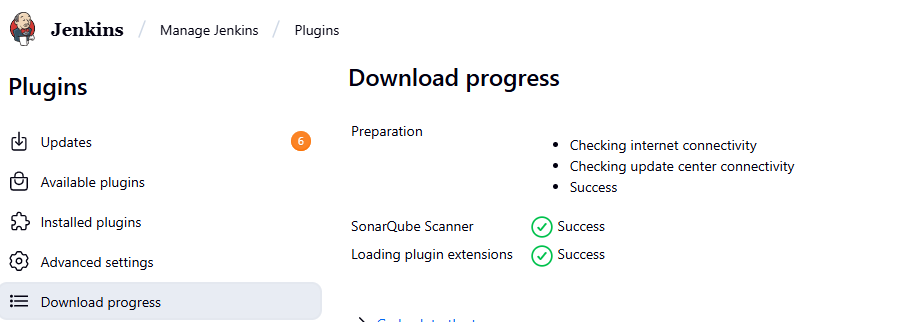 Jenkins / Manage Jenkins / Plugins
Plugins
Updates 6
Available plugins
Installed plugins
Advanced settings
Download progress
Download progress
Preparation
Checking internet connectivity
Checking update center connectivity
Success
SonarQube Scanner Success
Loading plugin extensions Success